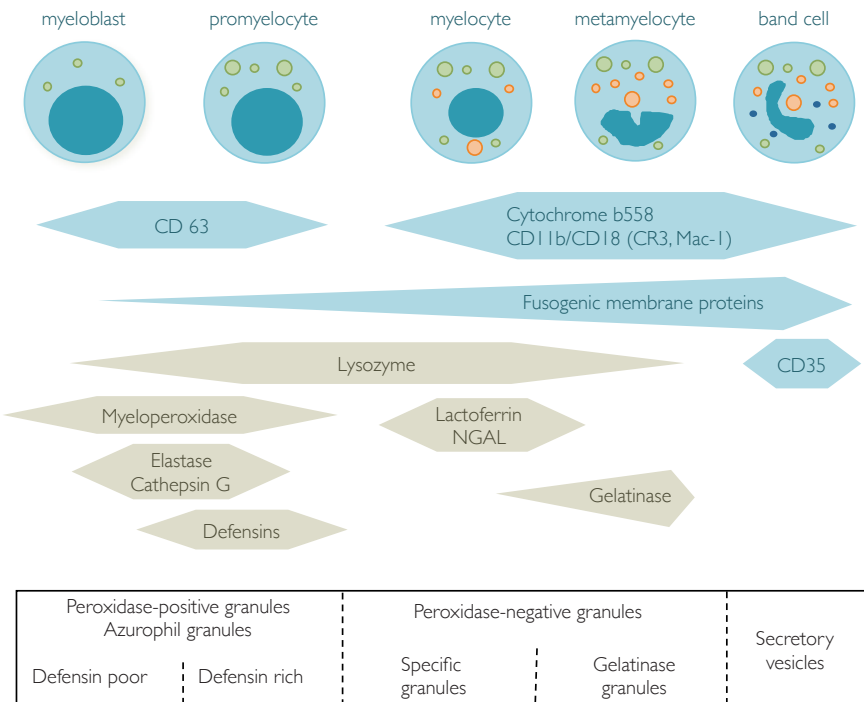 myeloblast
promyelocyte
myelocyte
metamyelocyte
band cell
CD 63
Cytochrome b558
CD11b/CD18 (CR3, Mac-1)
Fusogenic membrane proteins
Lysozyme
CD35
Myeloperoxidase
Lactoferrin
NGAL
Elastase
Cathepsin G
Gelatinase
Defensins
Peroxidase-positive granules
Azurophil granules
Peroxidase-negative granules
Secretory
vesicles
Defensin poor
Defensin rich
Specific
granules
Gelatinase
granules